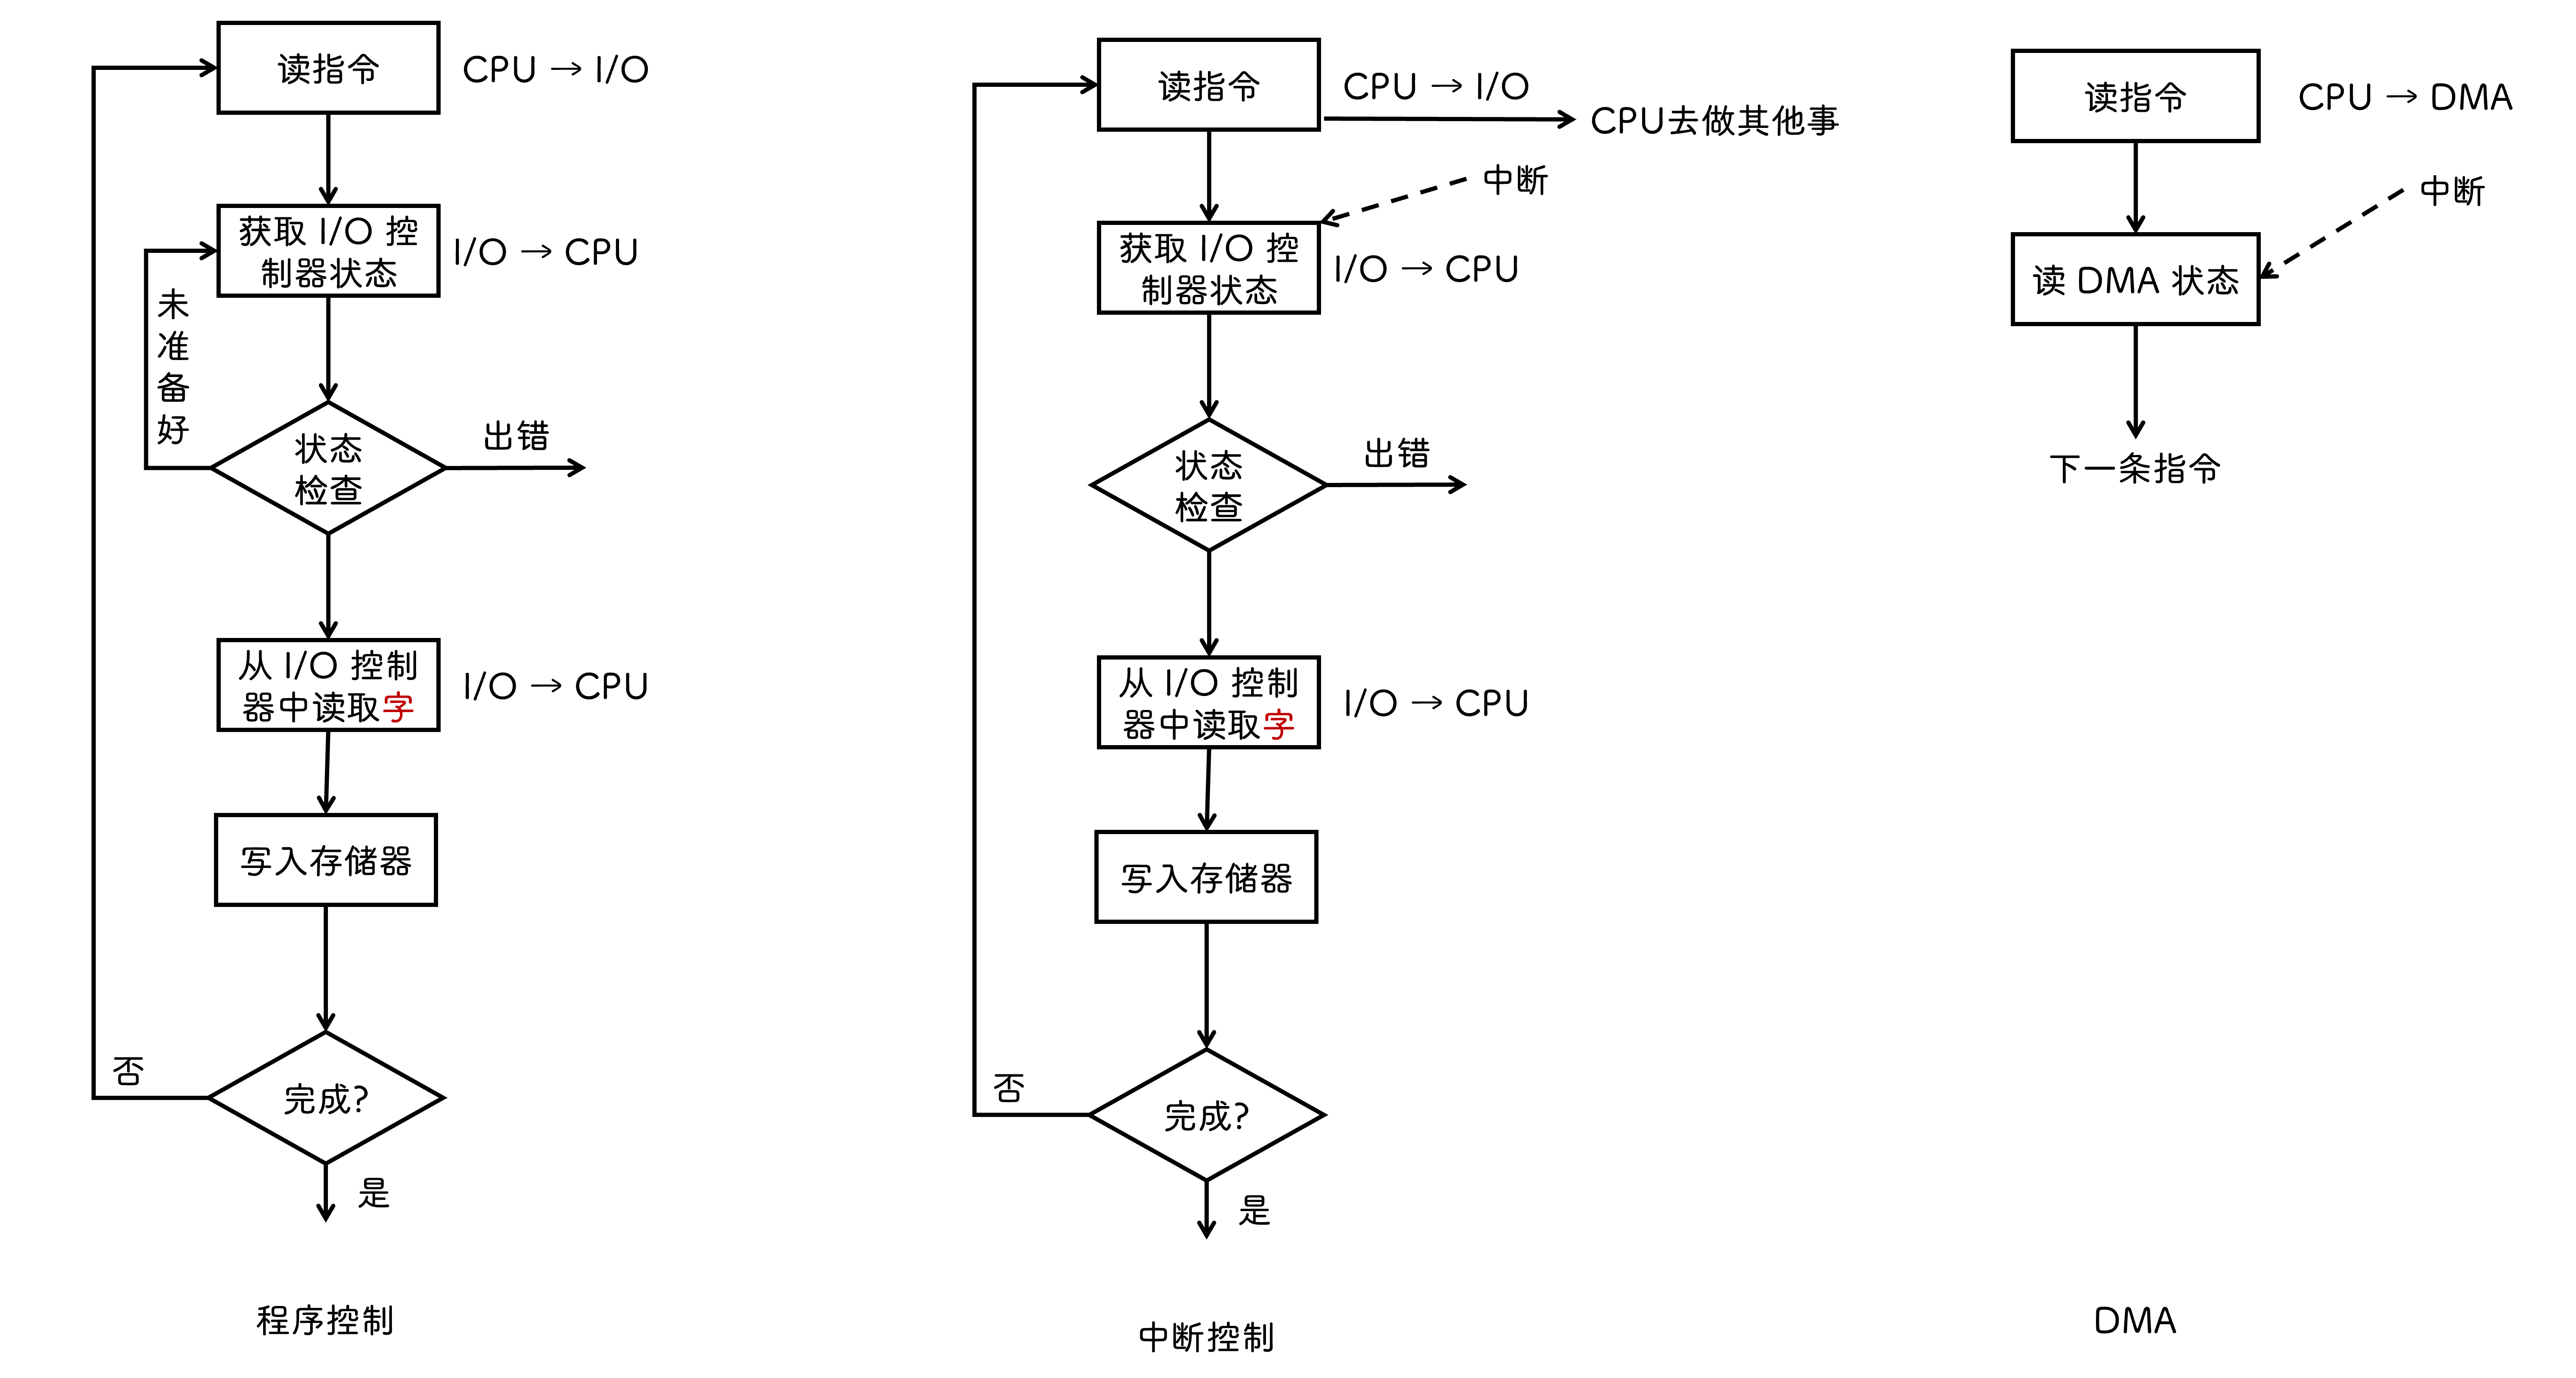 读指令
CPU → I/O
获取 I/O 控
制器状态
I/O → CPU
未
准
备
好
状态
检查
出错
从 I/O 控制
器中读取字
I/O → CPU
写入存储器
否
完成?
是
程序控制
读指令
CPU → I/O
CPU去做其他事
中断
获取 I/O 控
制器状态
I/O → CPU
状态
检查
出错
从 I/O 控制
器中读取字
I/O → CPU
写入存储器
否
完成?
是
中断控制
读指令
CPU → DMA
中断
读 DMA 状态
下一条指令
DMA